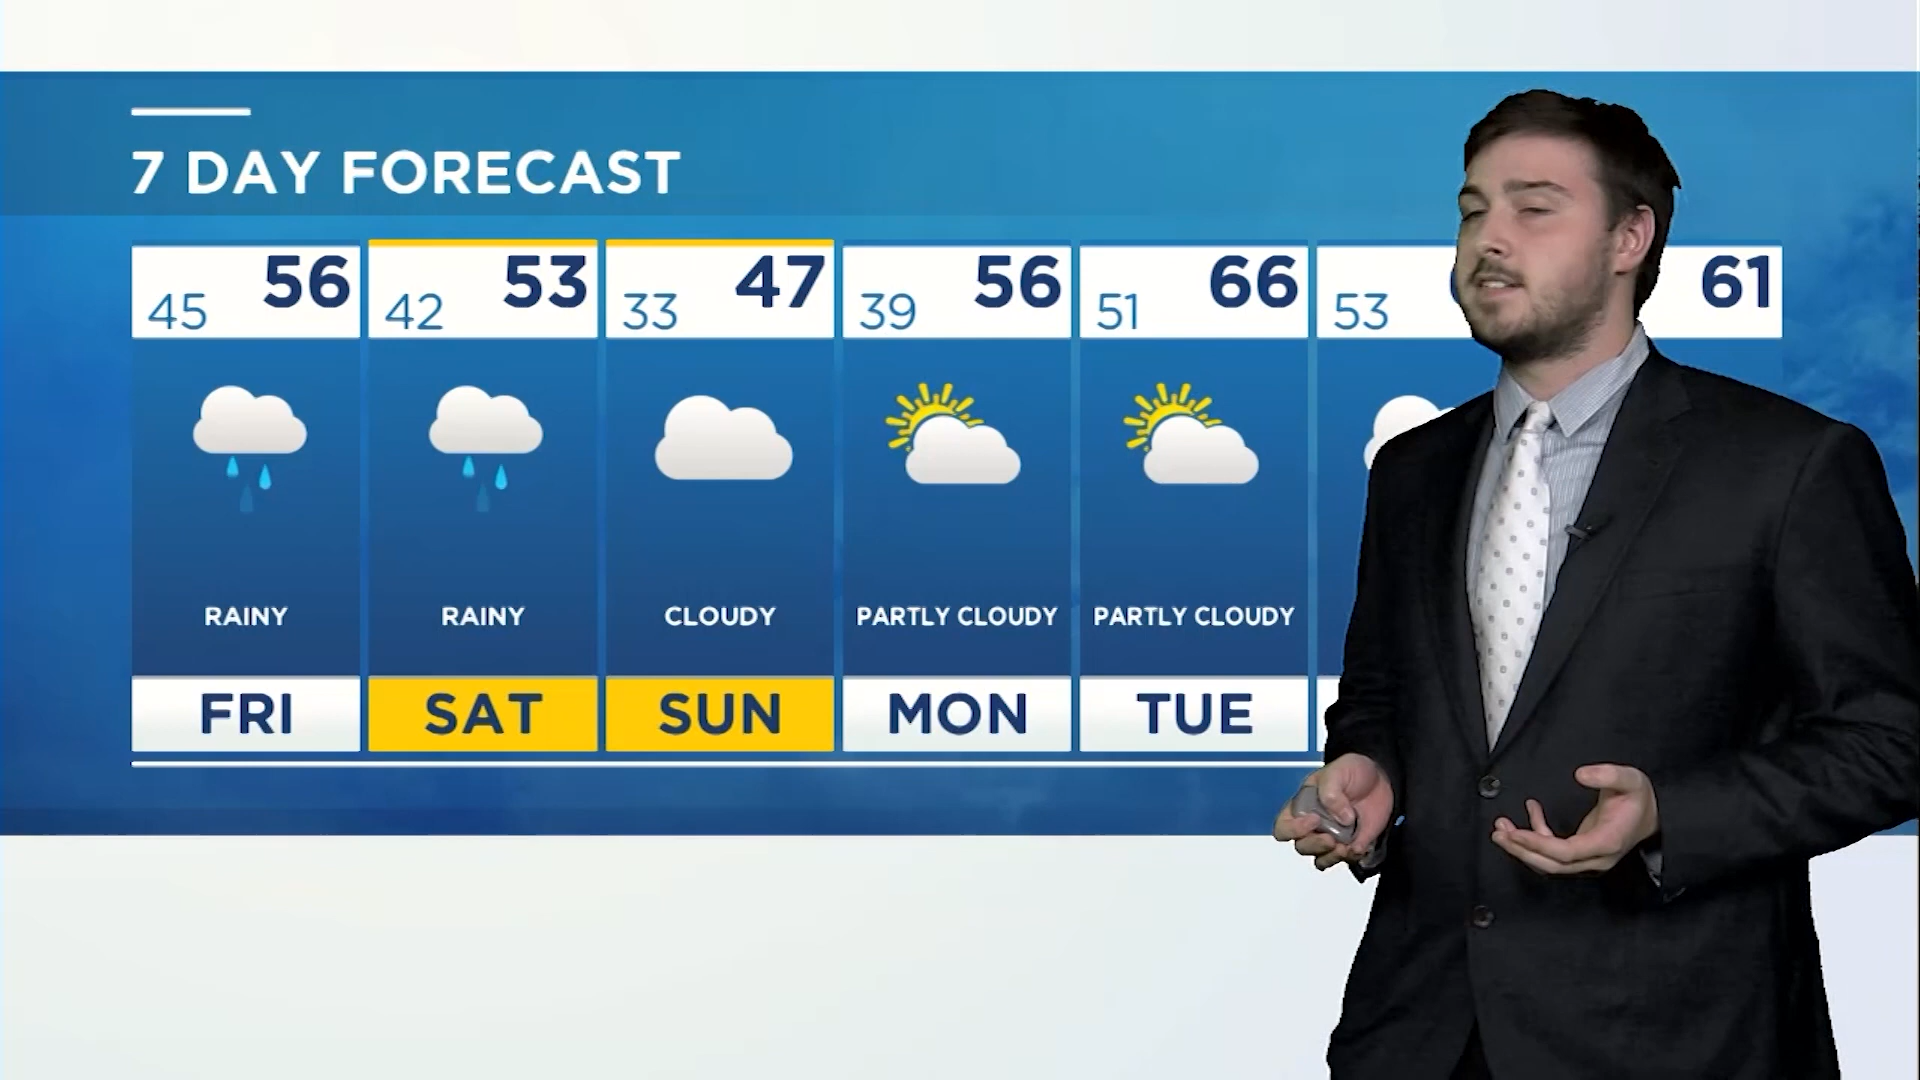 7 DAY FORECAST
45 56 42 53 33 47 39 56 51 66 53 61
RAINY RAINY CLOUDY PARTLY CLOUDY PARTLY CLOUDY
FRI SAT SUN MON TUE